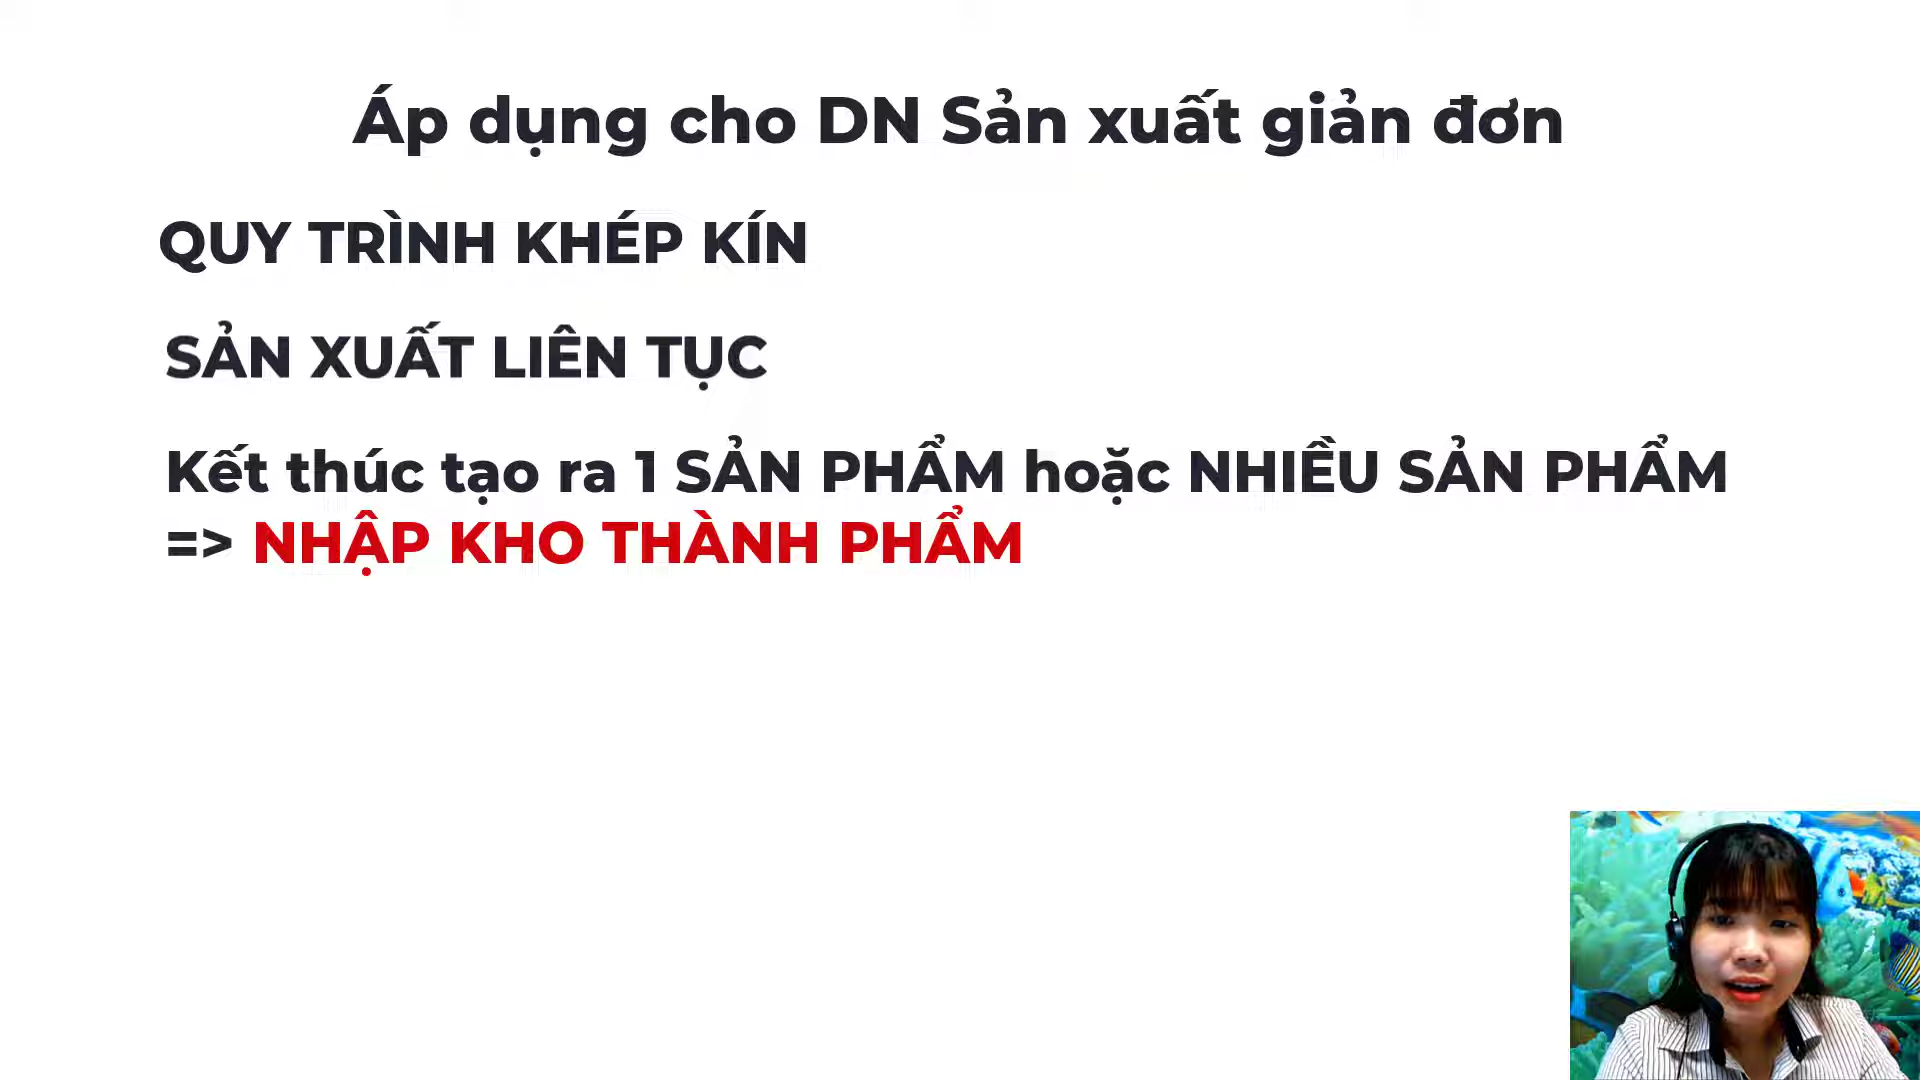 Áp dụng cho DN Sản xuất giản đơn
QUY TRÌNH KHÉP KÍN
SẢN XUẤT LIÊN TỤC
Kết thúc tạo ra 1 SẢN PHẨM hoặc NHIỀU SẢN PHẨM
=> NHẬP KHO THÀNH PHẨM